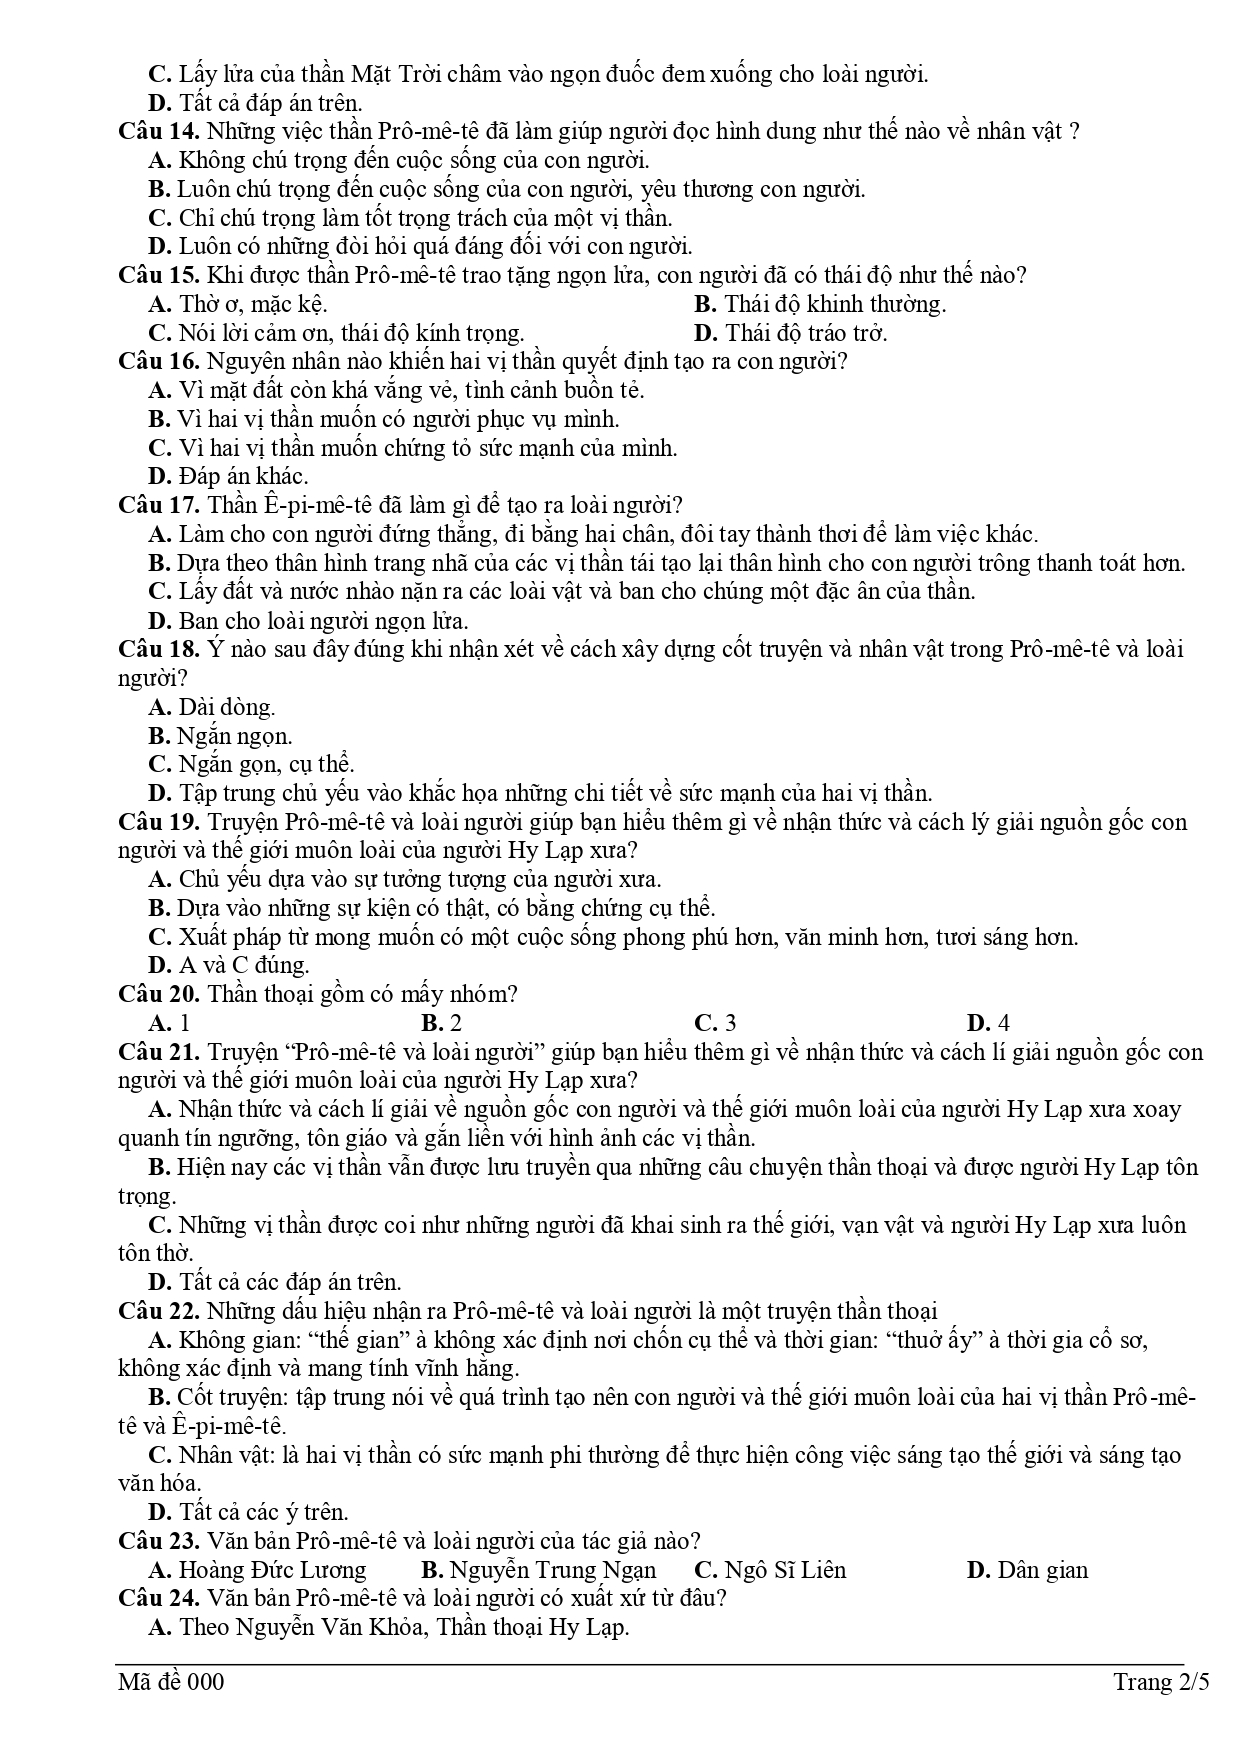 C. Lấy lửa của thần Mặt Trời châm vào ngọn đuốc đem xuống cho loài người.
D. Tất cả đáp án trên.
Câu 14. Những việc thần Prô-mê-tê đã làm giúp người đọc hình dung như thế nào về nhân vật ?
A. Không chú trọng đến cuộc sống của con người.
B. Luôn chú trọng đến cuộc sống của con người, yêu thương con người.
C. Chỉ chú trọng làm tốt trọng trách của một vị thần.
D. Luôn có những đòi hỏi quá đáng đối với con người.
Câu 15. Khi được thần Prô-mê-tê trao tặng ngọn lửa, con người đã có thái độ như thế nào?
A. Thờ ơ, mặc kệ. B. Thái độ khinh thường.
C. Nói lời cảm ơn, thái độ kính trọng. D. Thái độ tráo trở.
Câu 16. Nguyên nhân nào khiến hai vị thần quyết định tạo ra con người?
A. Vì mặt đất còn khá vắng vẻ, tình cảnh buồn tẻ.
B. Vì hai vị thần muốn có người phục vụ mình.
C. Vì hai vị thần muốn chứng tỏ sức mạnh của mình.
D. Đáp án khác.
Câu 17. Thần Ê-pi-mê-tê đã làm gì để tạo ra loài người?
A. Làm cho con người đứng thẳng, đi bằng hai chân, đôi tay thành thơi để làm việc khác.
B. Dựa theo thân hình trang nhã của các vị thần tái tạo lại thân hình cho con người trông thanh toát hơn.
C. Lấy đất và nước nhào nặn ra các loài vật và ban cho chúng một đặc ân của thần.
D. Ban cho loài người ngọn lửa.
Câu 18. Ý nào sau đây đúng khi nhận xét về cách xây dựng cốt truyện và nhân vật trong Prô-mê-tê và loài
người?
A. Dài dòng.
B. Ngắn ngọn.
C. Ngắn gọn, cụ thể.
D. Tập trung chủ yếu vào khắc họa những chi tiết về sức mạnh của hai vị thần.
Câu 19. Truyện Prô-mê-tê và loài người giúp bạn hiểu thêm gì về nhận thức và cách lý giải nguồn gốc con
người và thế giới muôn loài của người Hy Lạp xưa?
A. Chủ yếu dựa vào sự tưởng tượng của người xưa.
B. Dựa vào những sự kiện có thật, có bằng chứng cụ thể.
C. Xuất pháp từ mong muốn có một cuộc sống phong phú hơn, văn minh hơn, tươi sáng hơn.
D. A và C đúng.
Câu 20. Thần thoại gồm có mấy nhóm?
A. 1 B. 2 C. 3 D. 4
Câu 21. Truyện “Prô-mê-tê và loài người” giúp bạn hiểu thêm gì về nhận thức và cách lí giải nguồn gốc con
người và thế giới muôn loài của người Hy Lạp xưa?
A. Nhận thức và cách lí giải về nguồn gốc con người và thế giới muôn loài của người Hy Lạp xưa xoay
quanh tín ngưỡng, tôn giáo và gắn liền với hình ảnh các vị thần.
B. Hiện nay các vị thần vẫn được lưu truyền qua những câu chuyện thần thoại và được người Hy Lạp tôn
trọng.
C. Những vị thần được coi như những người đã khai sinh ra thế giới, vạn vật và người Hy Lạp xưa luôn
tôn thờ.
D. Tất cả các đáp án trên.
Câu 22. Những dấu hiệu nhận ra Prô-mê-tê và loài người là một truyện thần thoại
A. Không gian: “thế gian” à không xác định nơi chốn cụ thể và thời gian: “thuở ấy” à thời gia cổ sơ,
không xác định và mang tính vĩnh hằng.
B. Cốt truyện: tập trung nói về quá trình tạo nên con người và thế giới muôn loài của hai vị thần Prô-mê-
tê và Ê-pi-mê-tê.
C. Nhân vật: là hai vị thần có sức mạnh phi thường để thực hiện công việc sáng tạo thế giới và sáng tạo
văn hóa.
D. Tất cả các ý trên.
Câu 23. Văn bản Prô-mê-tê và loài người của tác giả nào?
A. Hoàng Đức Lương B. Nguyễn Trung Ngạn C. Ngô Sĩ Liên D. Dân gian
Câu 24. Văn bản Prô-mê-tê và loài người có xuất xứ từ đâu?
A. Theo Nguyễn Văn Khỏa, Thần thoại Hy Lạp.
Mã đề 000 Trang 2/5